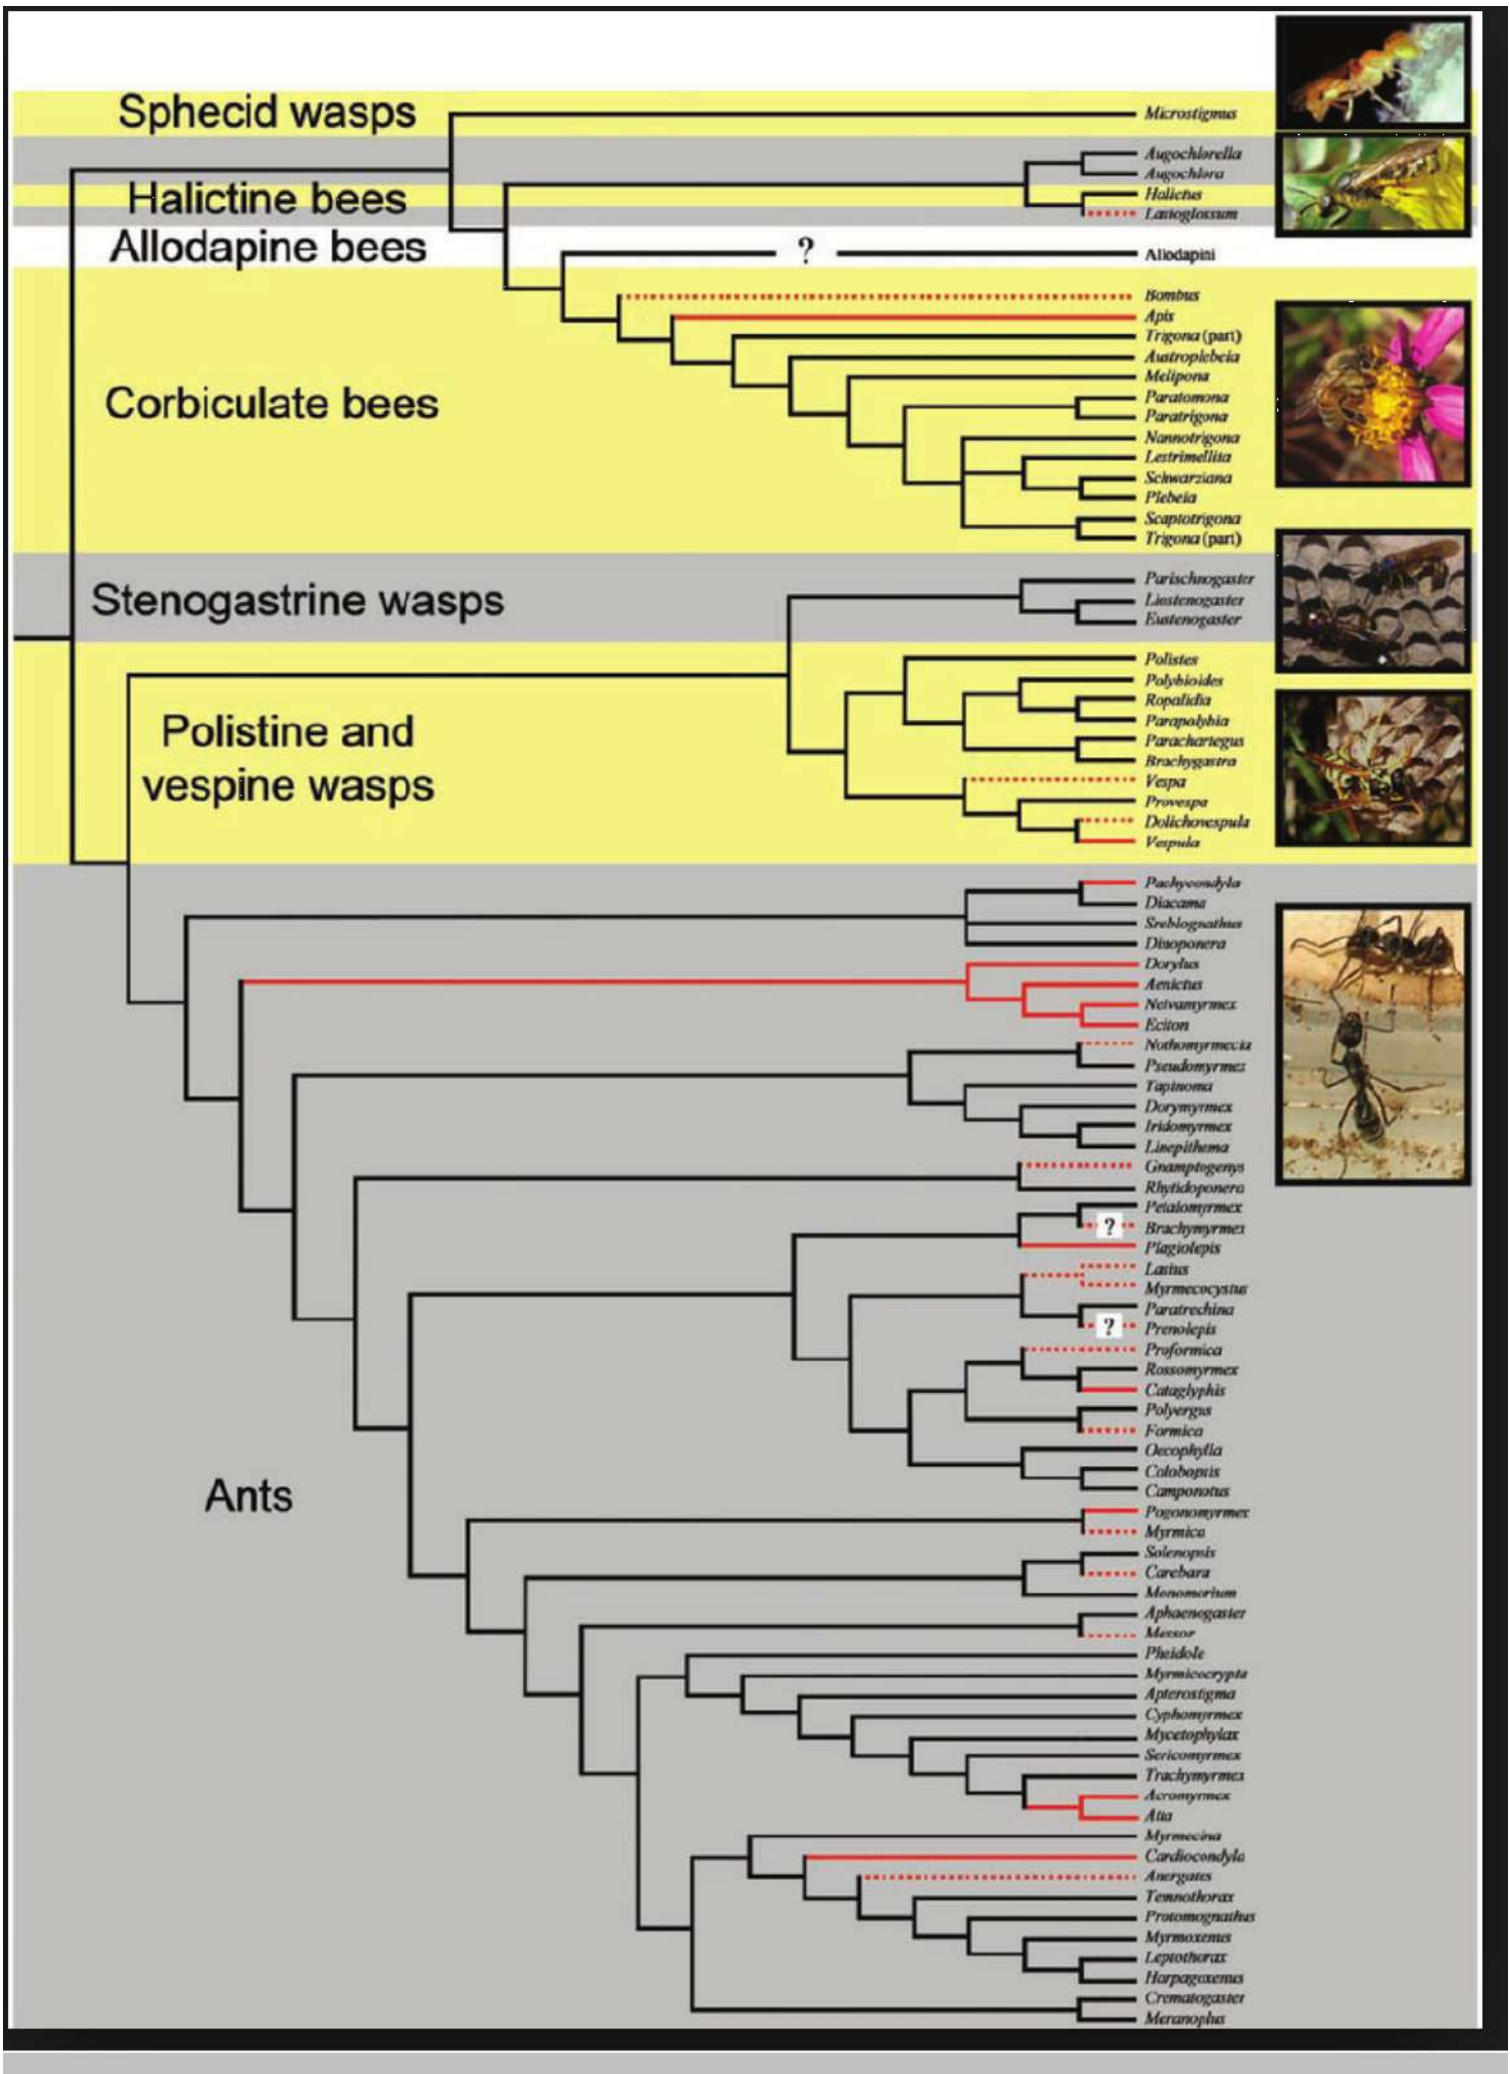 Sphecid wasps
Microstigmus
Augochlorella
Augochlora
Halictine bees
Halictus
Lasioglossum
Allodapine bees
?
Allodapini
Bombus
Apis
Trigona (part)
Austroplebeia
Melipona
Corbiculate bees
Paratomona
Paratrigona
Nannotrigona
Lestrimellita
Schwarziana
Plebeia
Scaptotrigona
Trigona (part)
Parischnogaster
Stenogastrine wasps
Liostenogaster
Eustenogaster
Polistes
Polybioides
Ropalidia
Parapolybia
Polistine and
Parachartegus
Brachygastra
vespine wasps
Vespa
Provespa
Dolichovespula
Vespula
Pachycondyla
Diacama
Sreblognathus
Dinoponera
Dorylus
Aenictus
Neivamyrmex
Eciton
Nothomyrmecia
Pseudomyrmex
Tapinoma
Dorymyrmex
Iridomyrmex
Linepithema
Gnamptogenys
Rhytidoponera
Petalomyrmex
?
Brachymyrmex
Plagiolepis
Lasius
Myrmecocystus
Paratrechina
?
Prenolepis
Proformica
Rossomyrmex
Cataglyphis
Polyergus
Formica
Oecophylla
Colobopsis
Camponotus
Ants
Pogonomyrmex
Myrmica
Solenopsis
Carebara
Monomorium
Aphaenogaster
Messor
Pheidole
Myrmicocrypta
Apterostigma
Cyphomyrmex
Mycetophylax
Sericomyrmex
Trachymyrmex
Acromyrmex
Atta
Myrmecina
Cardiocondyla
Anergates
Temnothorax
Protomognathus
Myrmoxenus
Leptothorax
Harpagoxenus
Crematogaster
Meranoplus